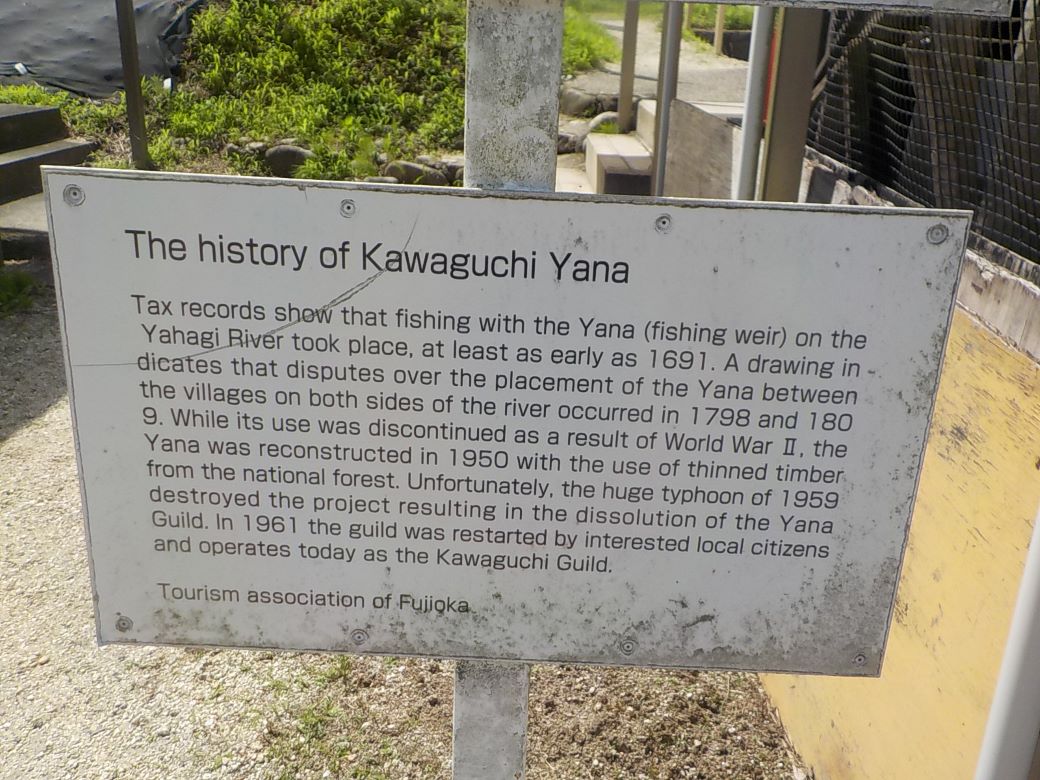 The history of Kawaguchi Yana
Tax records show that fishing with the Yana (fishing weir) on the
Yahagi River took place, at least as early as 1691. A drawing in-
dicates that disputes over the placement of the Yana between
the villages on both sides of the river occurred in 1798 and 180
9. While its use was discontinued as a result of World War Ⅱ, the
Yana was reconstructed in 1950 with the use of thinned timber
from the national forest. Unfortunately, the huge typhoon of 1959
destroyed the project resulting in the dissolution of the Yana
Guild. In 1961 the guild was restarted by interested local citizens
and operates today as the Kawaguchi Guild.
Tourism association of Fujioka